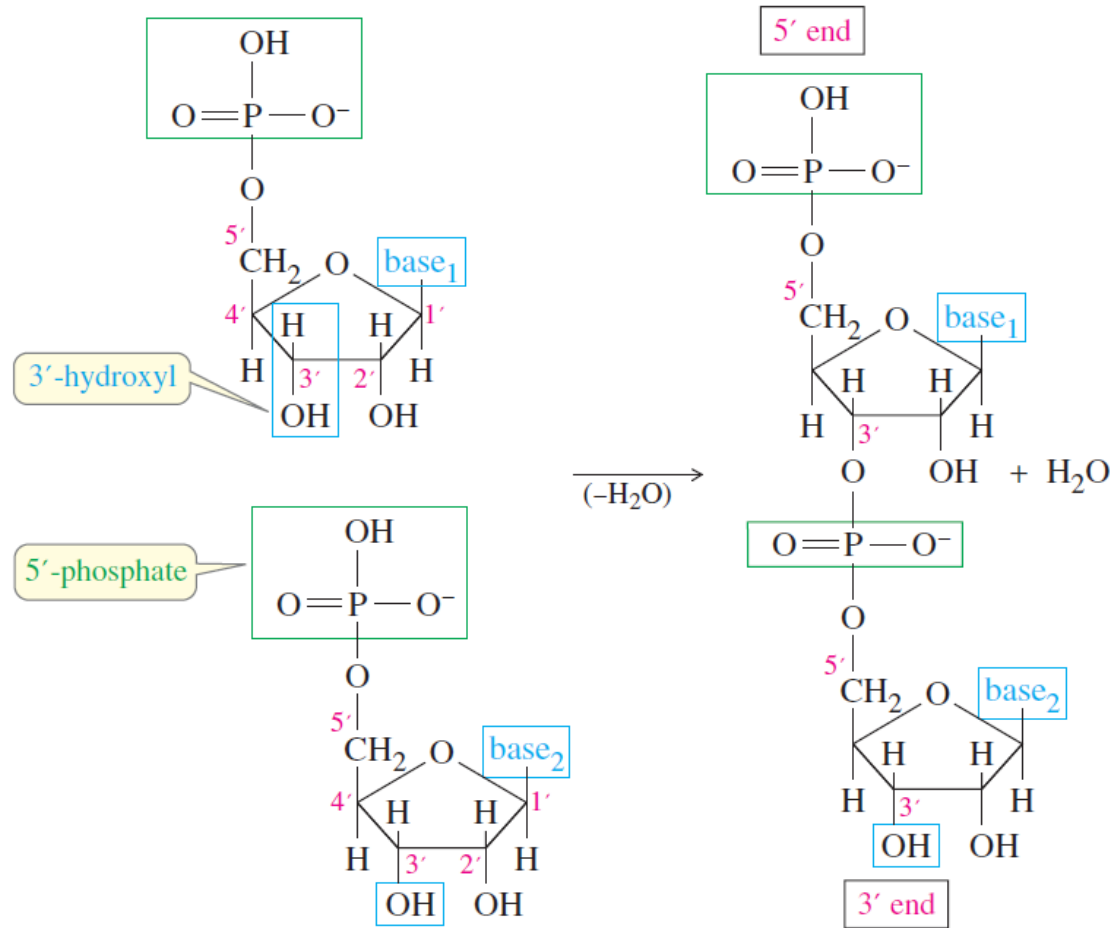 OH
O=P—O⁻
O
5′
CH₂ O base₁
4′ H H 1′
H 3′ 2′ H
3′-hydroxyl
OH OH
5′-phosphate
OH
O=P—O⁻
O
5′
CH₂ O base₂
4′ H H 1′
H 3′ 2′ H
OH OH
(–H₂O)
5′ end
OH
O=P—O⁻
O
5′
CH₂ O base₁
H H
H 3′ H
O OH + H₂O
O=P—O⁻
O
5′
CH₂ O base₂
H H
H 3′ H
OH OH
3′ end